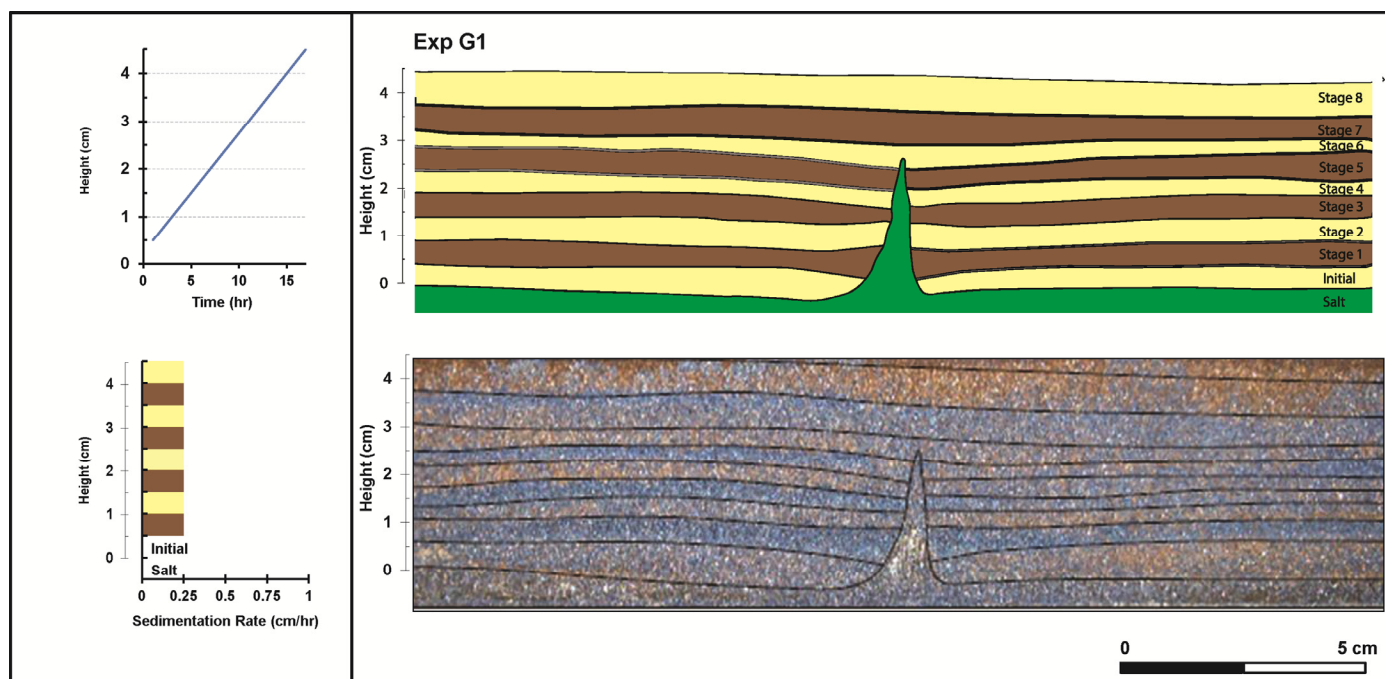 Height (cm)
4
3
2
1
0
0 5 10 15
Time (hr)
Height (cm)
4
3
2
1
0
Initial
Salt
0 0.25 0.5 0.75 1
Sedimentation Rate (cm/hr)
Exp G1
Height (cm)
4
3
2
1
0
Stage 8
Stage 7
Stage 6
Stage 5
Stage 4
Stage 3
Stage 2
Stage 1
Initial
Salt
Height (cm)
4
3
2
1
0
0 5 cm